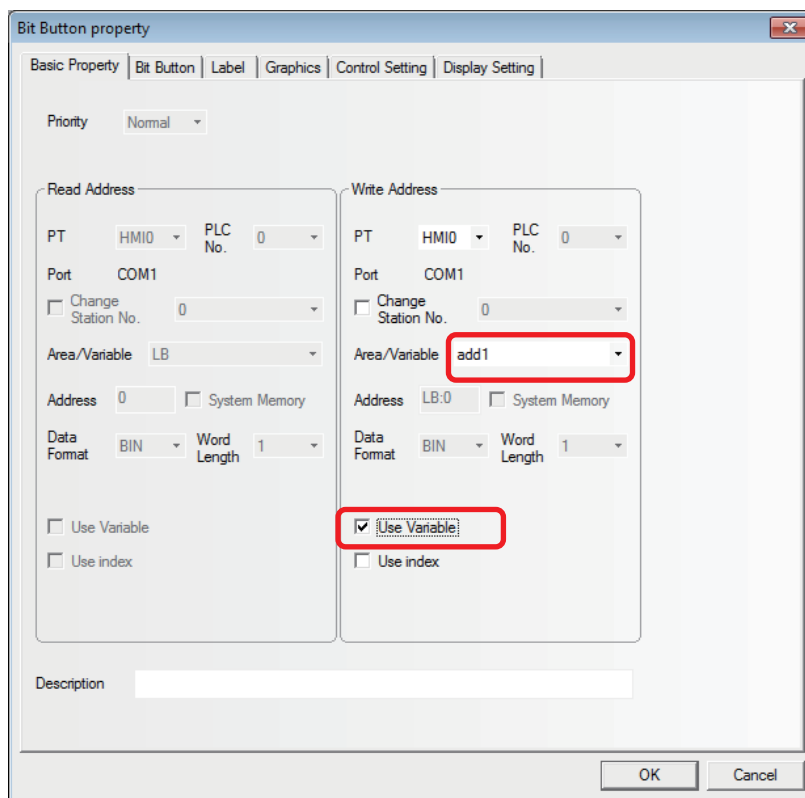 Bit Button property
Basic Property Bit Button Label Graphics Control Setting Display Setting
Priority Normal
Read Address
PT HMI0 PLC No. 0
Port COM1
Change Station No. 0
Area/Variable LB
Address 0 System Memory
Data Format BIN Word Length 1
Use Variable
Use index
Write Address
PT HMI0 PLC No. 0
Port COM1
Change Station No. 0
Area/Variable add1
Address LB:0 System Memory
Data Format BIN Word Length 1
Use Variable
Use index
Description
OK Cancel